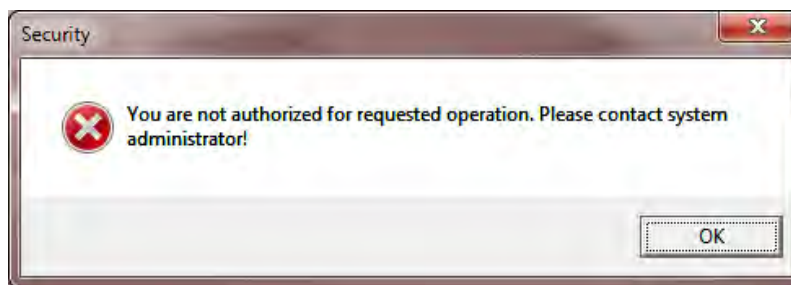 Security
You are not authorized for requested operation. Please contact system
administrator!
OK